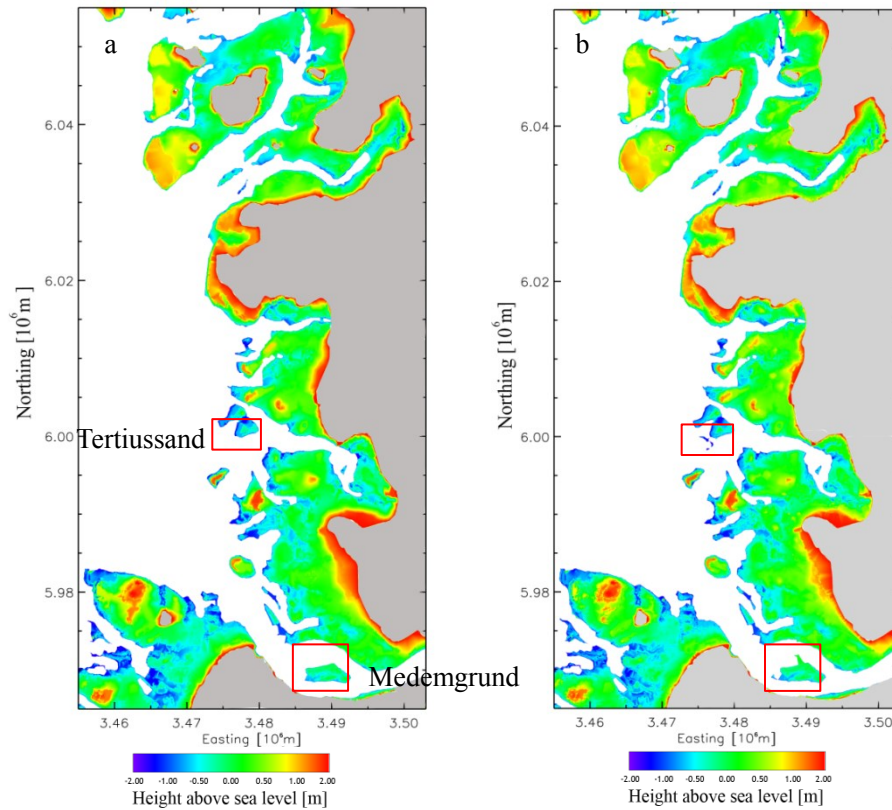 a
b
6.04
6.02
6.00
5.98
Northing [10⁶m]
Tertiussand
Medemgrund
3.46
3.47
3.48
3.49
3.50
Easting [10⁶m]
-2.00 -1.00 -0.50 0.00 0.50 1.00 2.00
Height above sea level [m]
6.04
6.02
6.00
5.98
Northing [10⁶m]
3.46
3.47
3.48
3.49
3.50
Easting [10⁶m]
-2.00 -1.00 -0.50 0.00 0.50 1.00 2.00
Height above sea level [m]